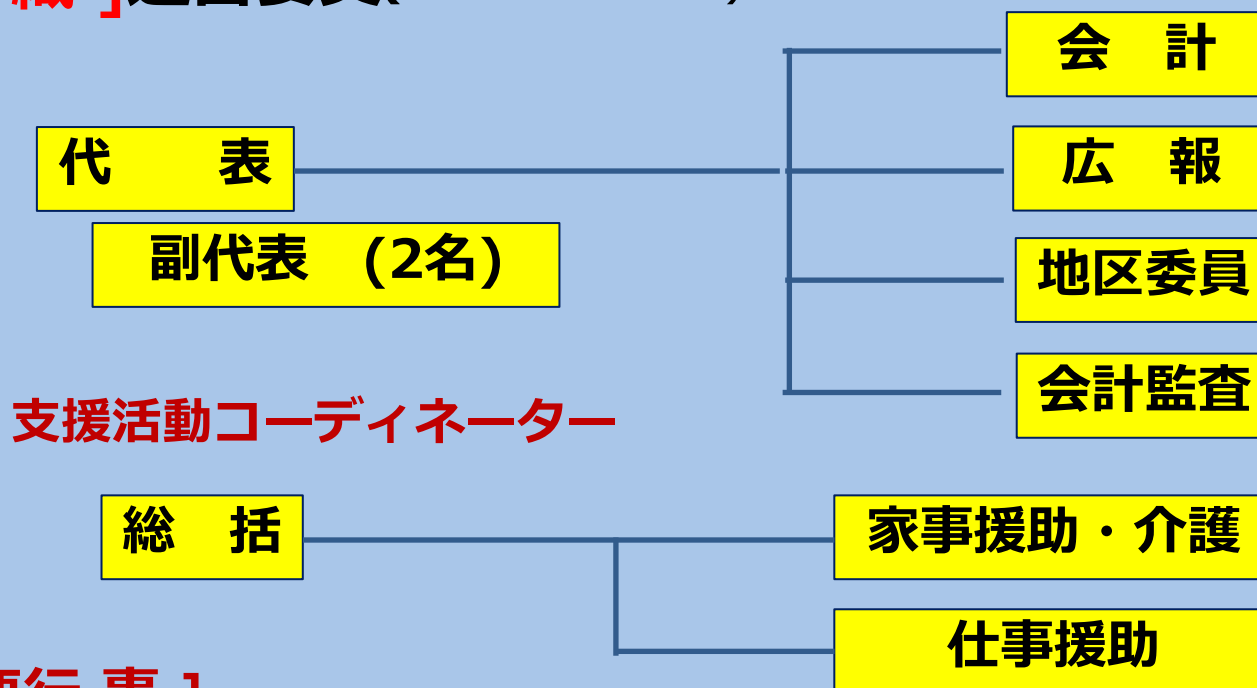 会　計
代　　表
広　報
副代表　(2名)
地区委員
会計監査
支援活動コーディネーター
総　括
家事援助・介護
仕事援助